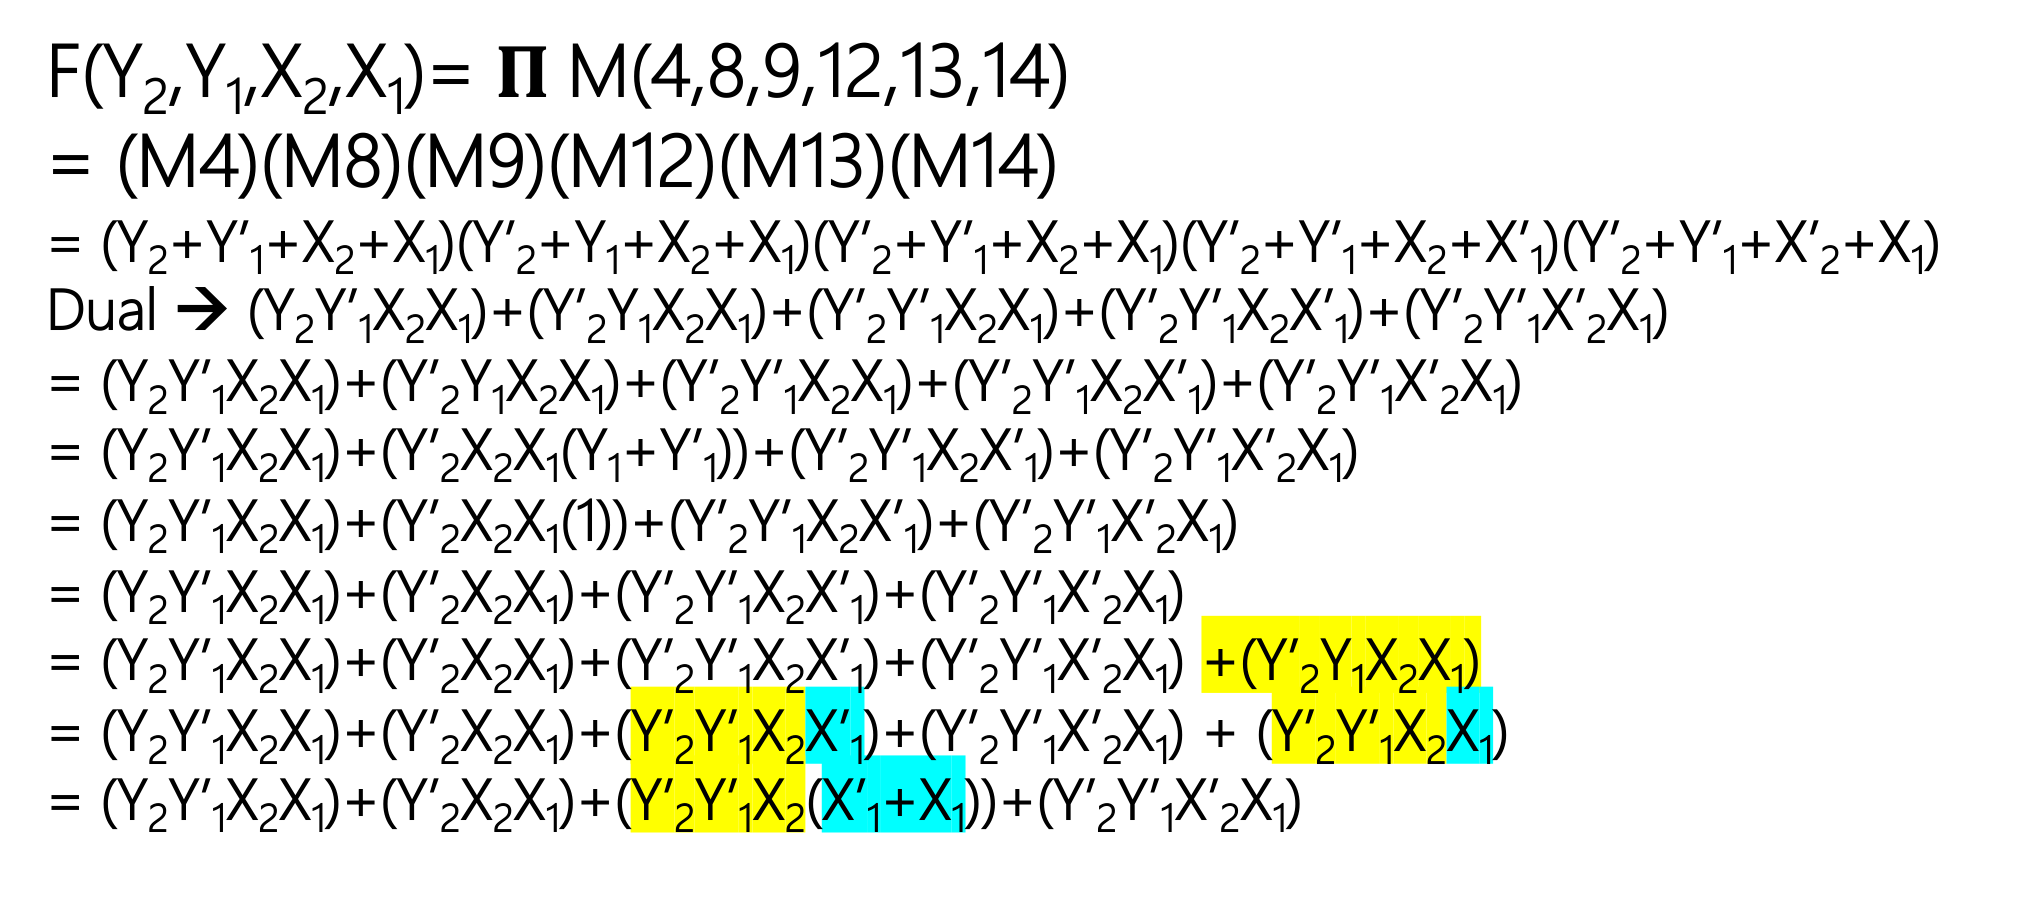 F(Y₂,Y₁,X₂,X₁)= Π M(4,8,9,12,13,14)
= (M4)(M8)(M9)(M12)(M13)(M14)
= (Y₂+Y′₁+X₂+X₁)(Y′₂+Y₁+X₂+X₁)(Y′₂+Y′₁+X₂+X₁)(Y′₂+Y′₁+X₂+X′₁)(Y′₂+Y′₁+X′₂+X₁)
Dual → (Y₂Y′₁X₂X₁)+(Y′₂Y₁X₂X₁)+(Y′₂Y′₁X₂X₁)+(Y′₂Y′₁X₂X′₁)+(Y′₂Y′₁X′₂X₁)
= (Y₂Y′₁X₂X₁)+(Y′₂Y₁X₂X₁)+(Y′₂Y′₁X₂X₁)+(Y′₂Y′₁X₂X′₁)+(Y′₂Y′₁X′₂X₁)
= (Y₂Y′₁X₂X₁)+(Y′₂X₂X₁(Y₁+Y′₁))+(Y′₂Y′₁X₂X′₁)+(Y′₂Y′₁X′₂X₁)
= (Y₂Y′₁X₂X₁)+(Y′₂X₂X₁(1))+(Y′₂Y′₁X₂X′₁)+(Y′₂Y′₁X′₂X₁)
= (Y₂Y′₁X₂X₁)+(Y′₂X₂X₁)+(Y′₂Y′₁X₂X′₁)+(Y′₂Y′₁X′₂X₁)
= (Y₂Y′₁X₂X₁)+(Y′₂X₂X₁)+(Y′₂Y′₁X₂X′₁)+(Y′₂Y′₁X′₂X₁) +(Y′₂Y₁X₂X₁)
= (Y₂Y′₁X₂X₁)+(Y′₂X₂X₁)+(Y′₂Y′₁X₂X′₁)+(Y′₂Y′₁X′₂X₁) + (Y′₂Y′₁X₂X₁)
= (Y₂Y′₁X₂X₁)+(Y′₂X₂X₁)+(Y′₂Y′₁X₂(X′₁+X₁))+(Y′₂Y′₁X′₂X₁)